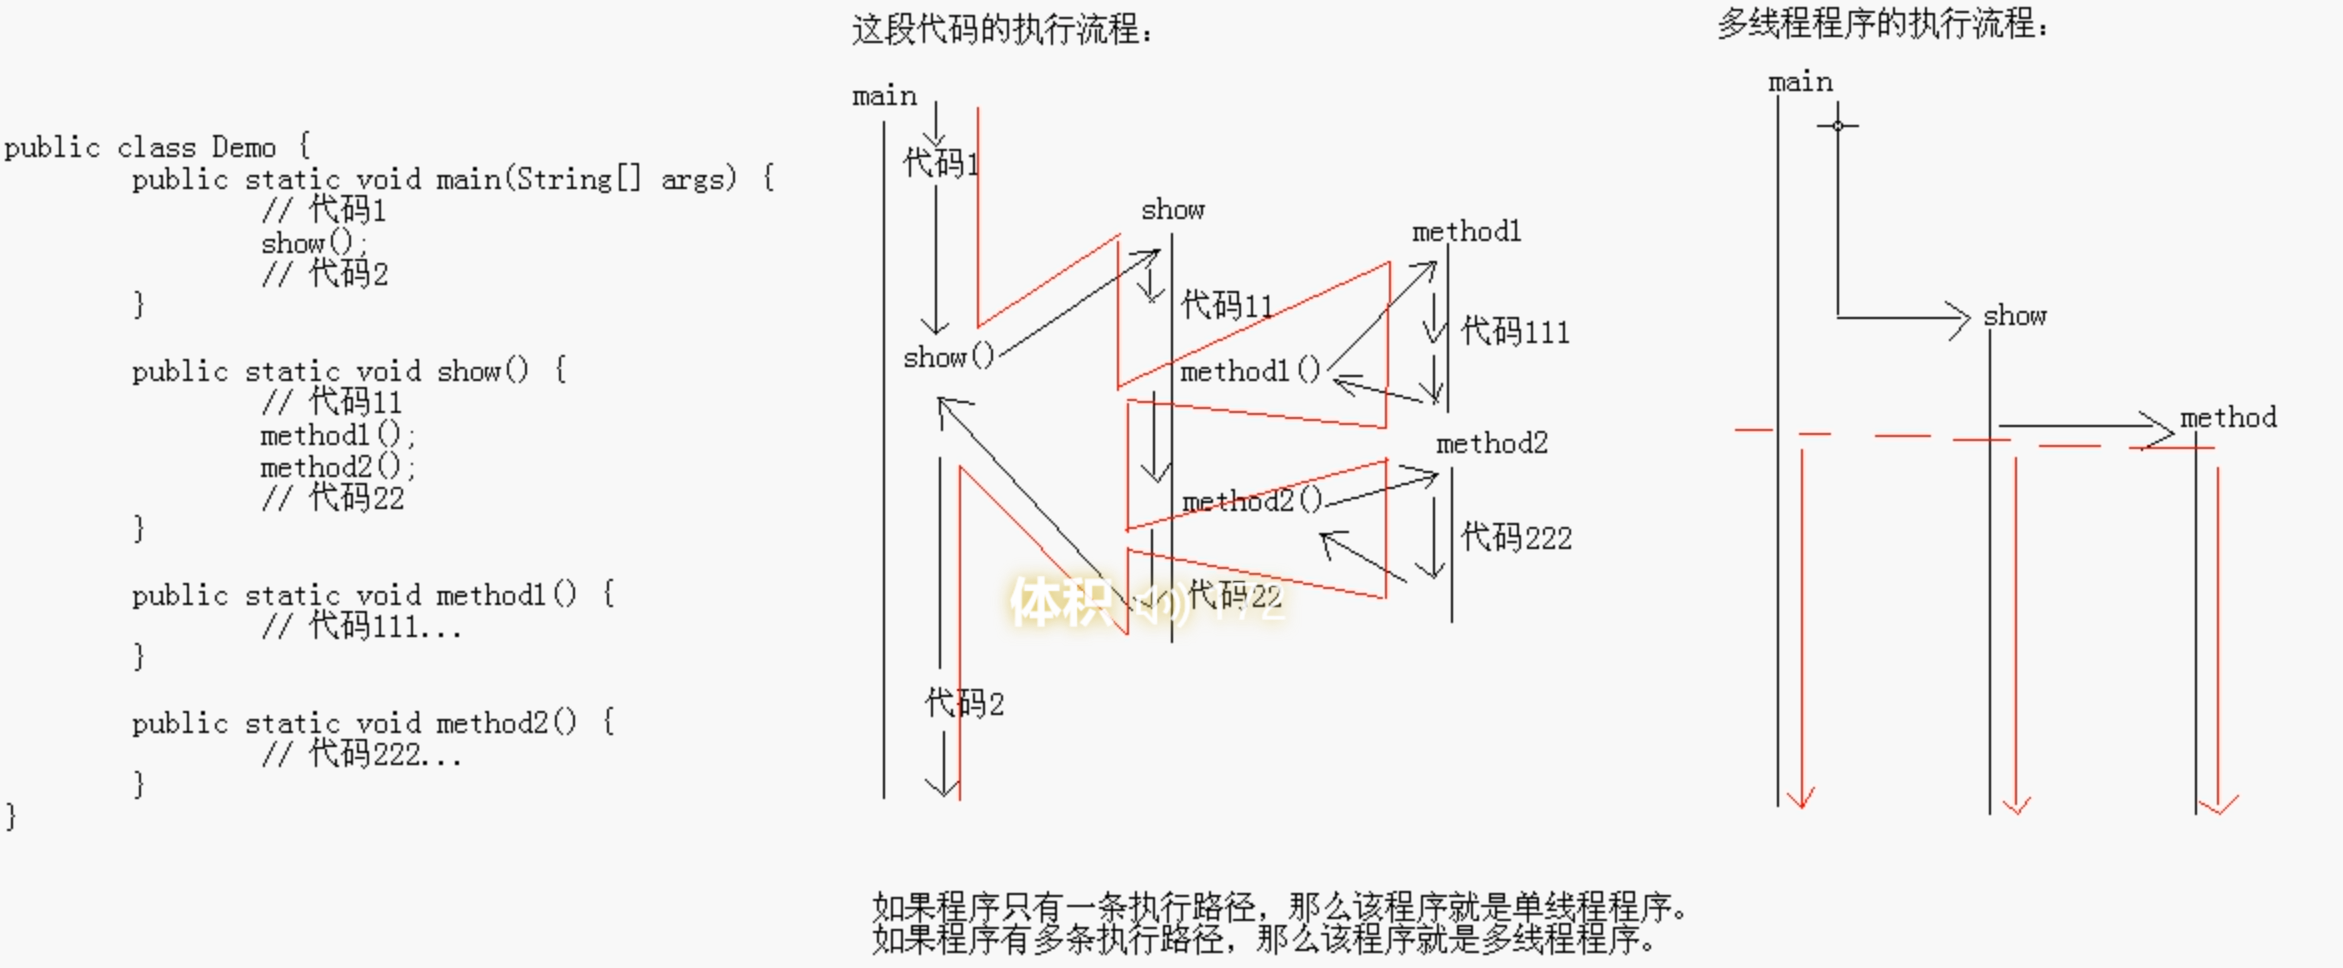 public class Demo {
public static void main(String[] args) {
// 代码1
show();
// 代码2
}
public static void show() {
// 代码11
method1();
method2();
// 代码22
}
public static void method1() {
// 代码111...
}
public static void method2() {
// 代码222...
}
}
这段代码的执行流程：
main
代码1
show
method1
代码11
代码111
show()
method1()
method2
method2()
代码222
体积 172
代码22
代码2
如果程序只有一条执行路径，那么该程序就是单线程程序。
如果程序有多条执行路径，那么该程序就是多线程程序。
多线程程序的执行流程：
main
show
method